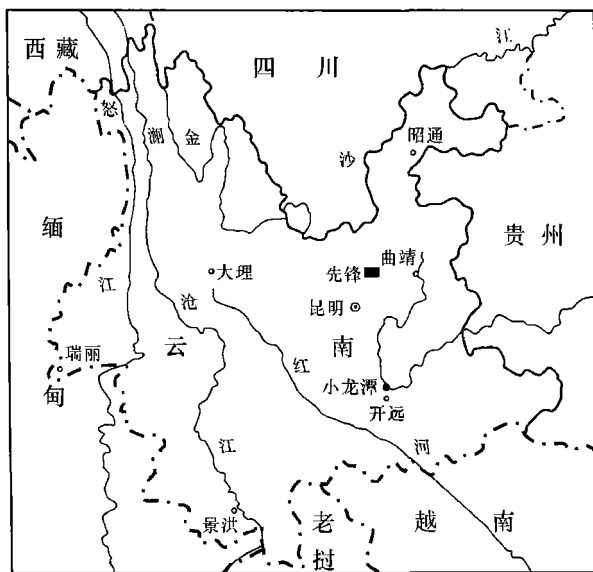 西藏
四川
江
怒
澜
金
沙
昭通
缅
贵州
曲靖
大理
先锋
江
沧
昆明
红
南
瑞丽
云
小龙潭
甸
开远
江
河
景洪
老
越南
挝